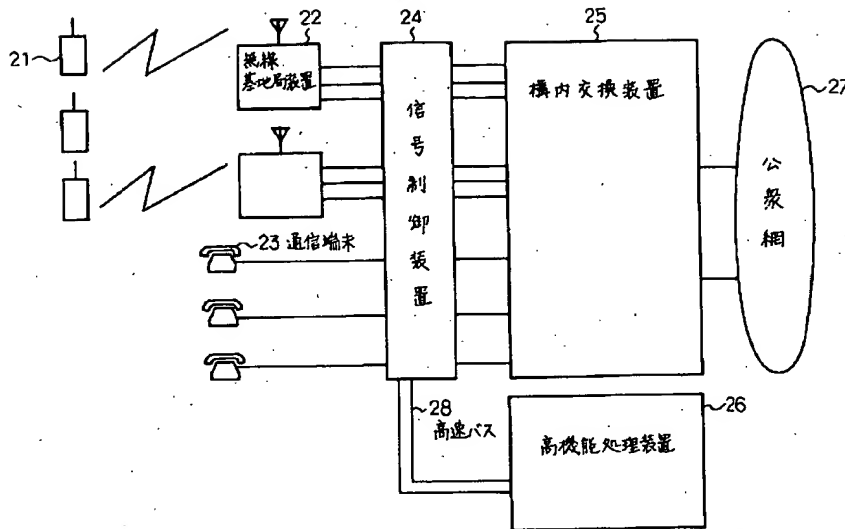 21
22
無線
基地局装置
23 通信端末
24
信号制御装置
25
構内交換装置
27
公衆網
28
高速バス
26
高機能処理装置